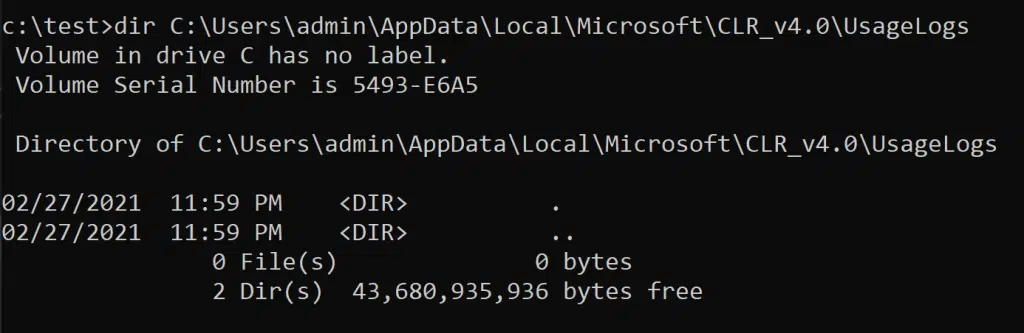 c:\test>dir C:\Users\admin\AppData\Local\Microsoft\CLR_v4.0\UsageLogs
 Volume in drive C has no label.
 Volume Serial Number is 5493-E6A5
 Directory of C:\Users\admin\AppData\Local\Microsoft\CLR_v4.0\UsageLogs
02/27/2021  11:59 PM    <DIR>          .
02/27/2021  11:59 PM    <DIR>          ..
               0 File(s)              0 bytes
               2 Dir(s)  43,680,935,936 bytes free